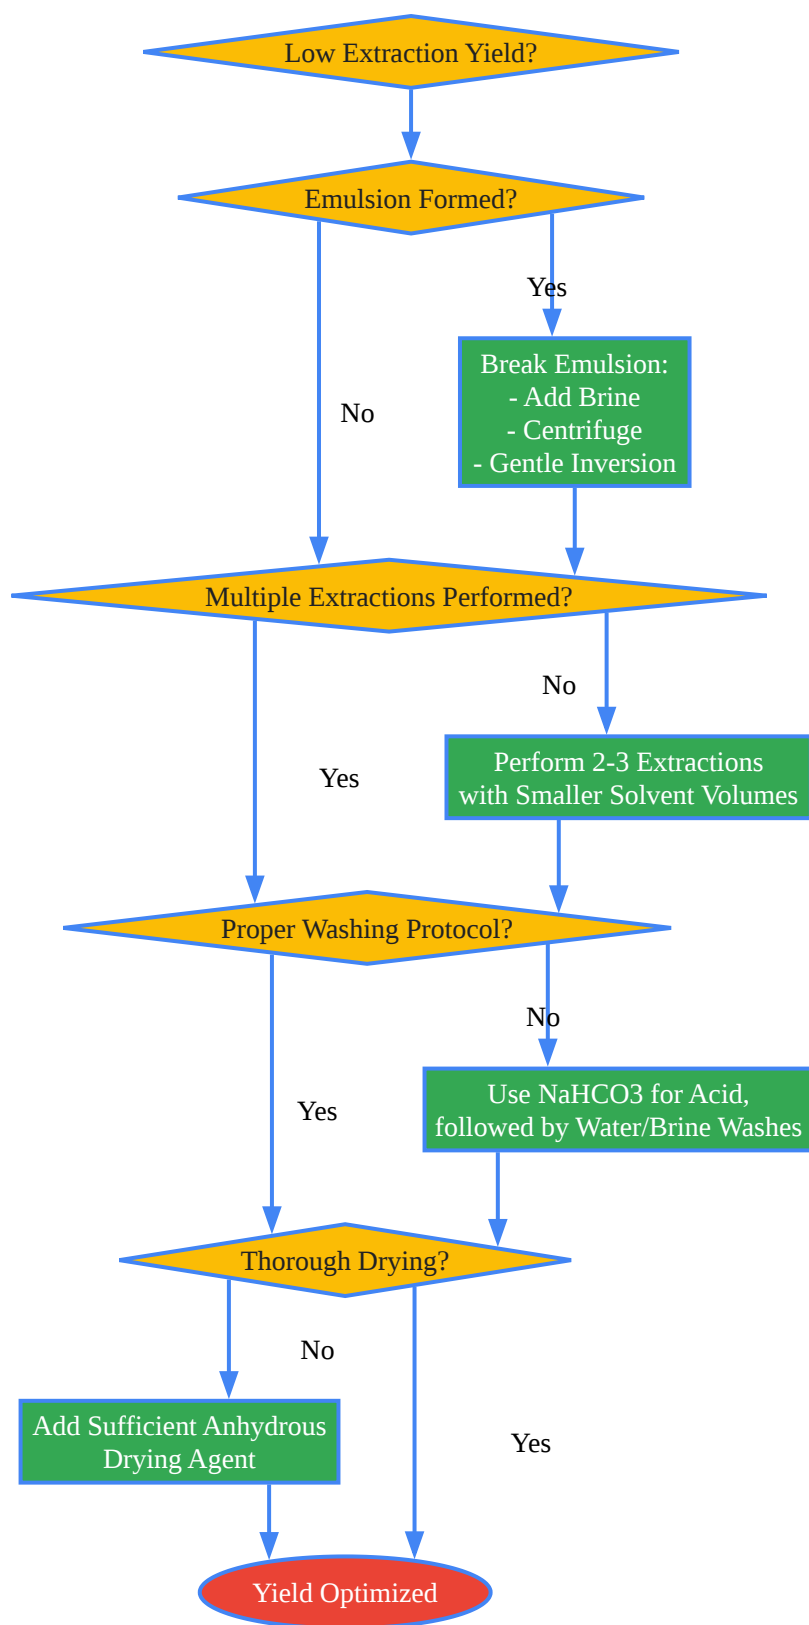 Low Extraction Yield?
Emulsion Formed?
Yes
Break Emulsion:
- Add Brine
- Centrifuge
- Gentle Inversion
No
Multiple Extractions Performed?
No
Perform 2-3 Extractions
with Smaller Solvent Volumes
Yes
Proper Washing Protocol?
No
Use NaHCO3 for Acid,
followed by Water/Brine Washes
Yes
Thorough Drying?
No
Add Sufficient Anhydrous
Drying Agent
Yes
Yield Optimized